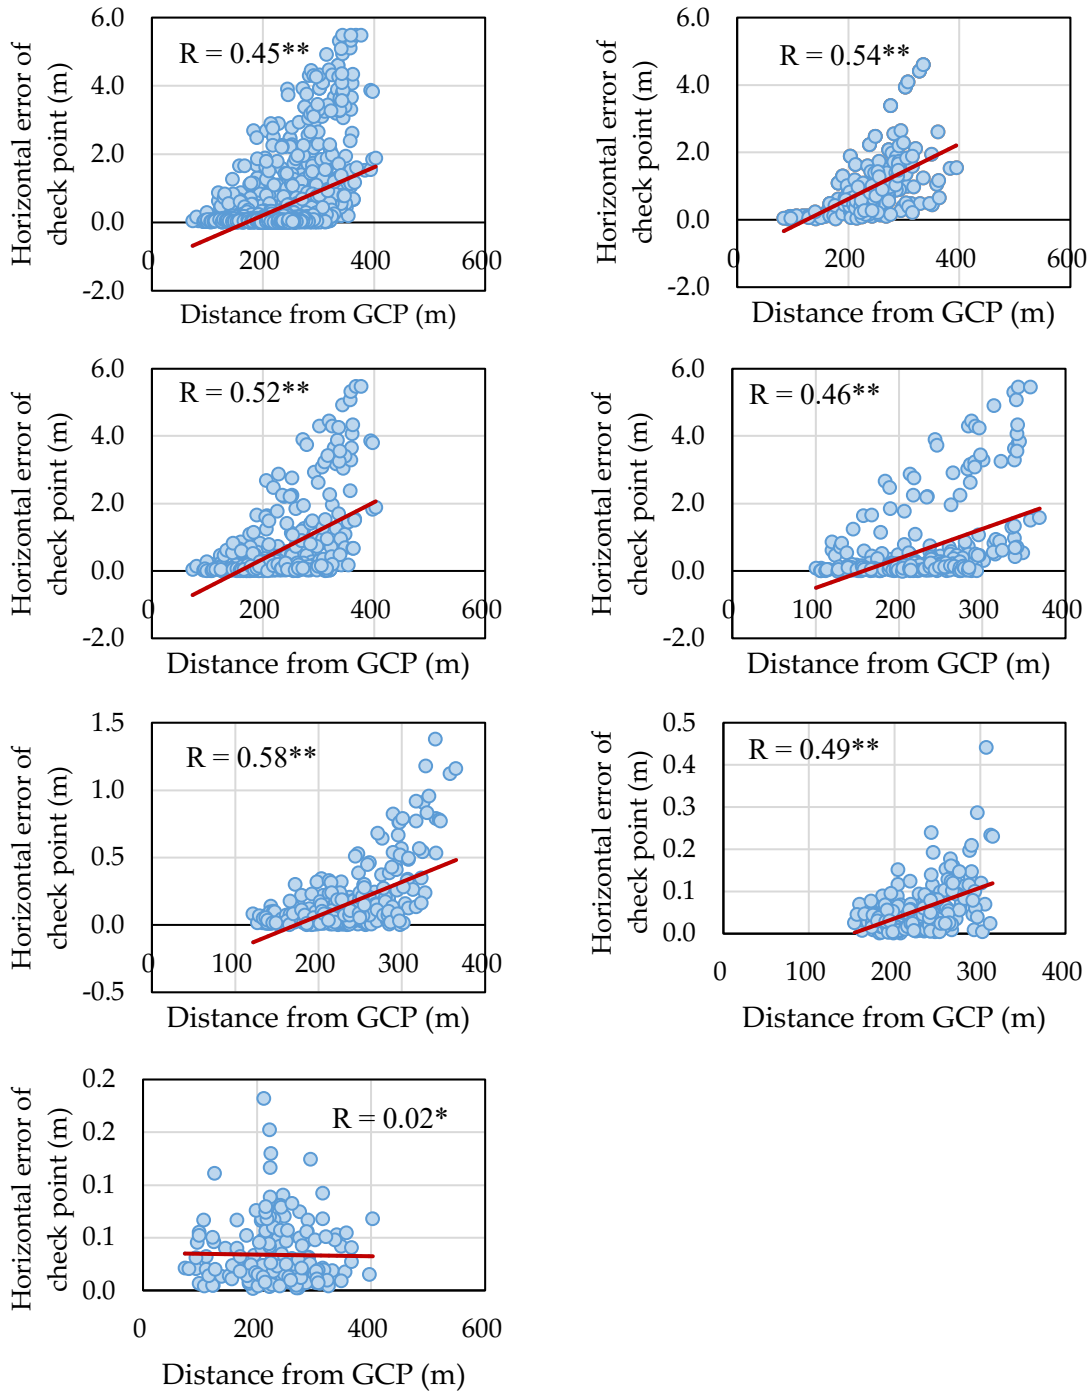 6.0
4.0
2.0
0.0
-2.0
R = 0.45**
0 200 400 600
Horizontal error of
check point (m)
Distance from GCP (m)
6.0
4.0
2.0
0.0
-2.0
R = 0.54**
0 200 400 600
Horizontal error of
check point (m)
Distance from GCP (m)
6.0
4.0
2.0
0.0
-2.0
R = 0.52**
0 200 400 600
Horizontal error of
check point (m)
Distance from GCP (m)
6.0
4.0
2.0
0.0
-2.0
R = 0.46**
0 100 200 300 400
Horizontal error of
check point (m)
Distance from GCP (m)
1.5
1.0
0.5
0.0
-0.5
R = 0.58**
0 100 200 300 400
Horizontal error of
check point (m)
Distance from GCP (m)
0.5
0.4
0.3
0.2
0.1
0.0
R = 0.49**
0 100 200 300 400
Horizontal error of
check point (m)
Distance from GCP (m)
0.2
0.2
0.1
0.1
0.0
R = 0.02*
0 200 400 600
Horizontal error of
check point (m)
Distance from GCP (m)